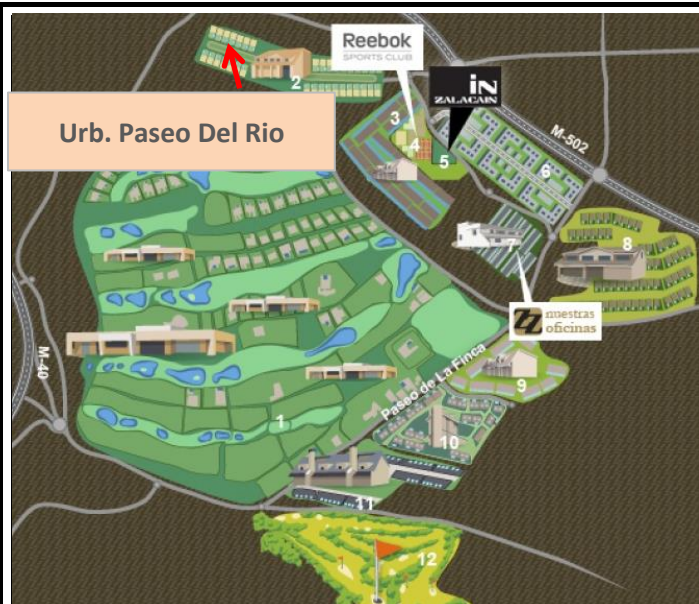 Reebok
SPORTS CLUB
2
iN
ZALACAIN
Urb. Paseo Del Rio
3
M-502
4
5
6
7
8
nuestras
oficinas
M-40
Paseo de La Finca
9
1
10
11
12